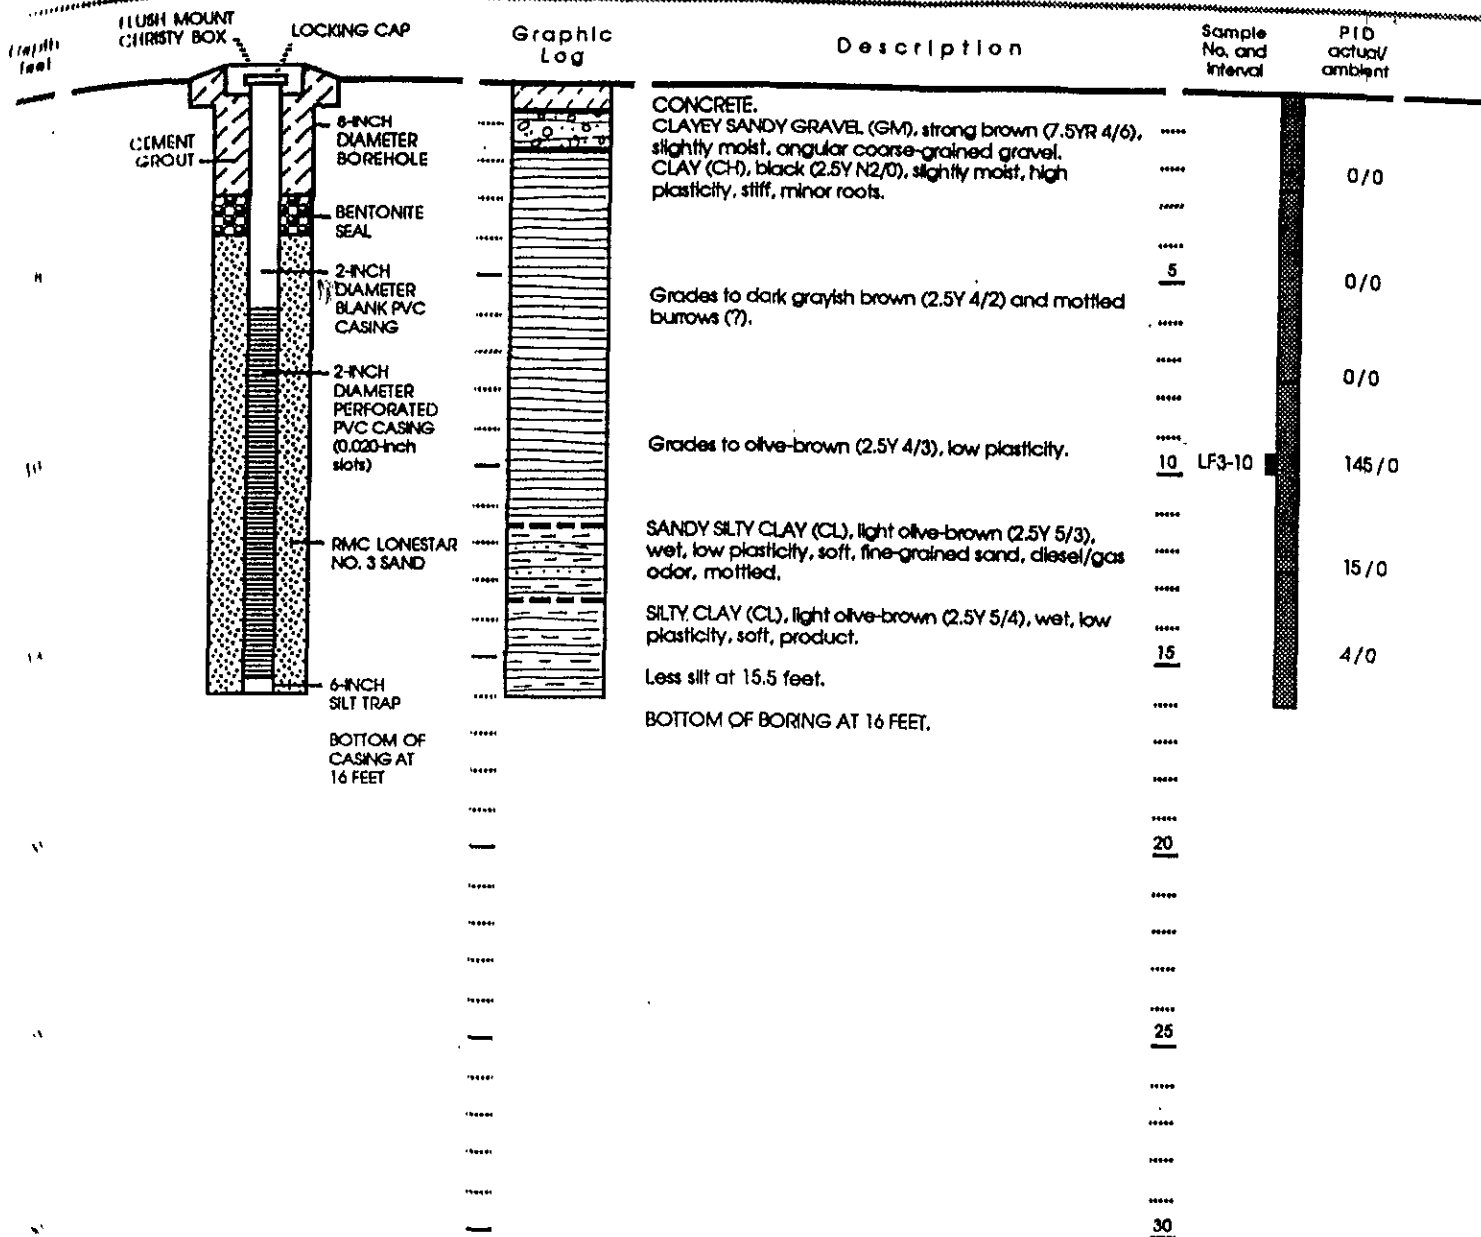 FLUSH MOUNT
CHRISTY BOX
LOCKING CAP
Graphic
Log
Description
Sample
No. and
Interval
PID
actual/
ambient
feet
CEMENT
GROUT
8-INCH
DIAMETER
BOREHOLE
BENTONITE
SEAL
2-INCH
DIAMETER
BLANK PVC
CASING
2-INCH
DIAMETER
PERFORATED
PVC CASING
(0.020-inch
slots)
RMC LONESTAR
NO. 3 SAND
6-INCH
SILT TRAP
BOTTOM OF
CASING AT
16 FEET
CONCRETE.
CLAYEY SANDY GRAVEL (GM), strong brown (7.5YR 4/6),
slightly moist, angular coarse-grained gravel.
CLAY (CH), black (2.5Y N2/0), slightly moist, high
plasticity, stiff, minor roots.
Grades to dark grayish brown (2.5Y 4/2) and mottled
burrows (?).
Grades to olive-brown (2.5Y 4/3), low plasticity.
SANDY SILTY CLAY (CL), light olive-brown (2.5Y 5/3),
wet, low plasticity, soft, fine-grained sand, diesel/gas
odor, mottled.
SILTY CLAY (CL), light olive-brown (2.5Y 5/4), wet, low
plasticity, soft, product.
Less silt at 15.5 feet.
BOTTOM OF BORING AT 16 FEET.
5
10
15
20
25
30
LF3-10
0/0
0/0
0/0
145/0
15/0
4/0